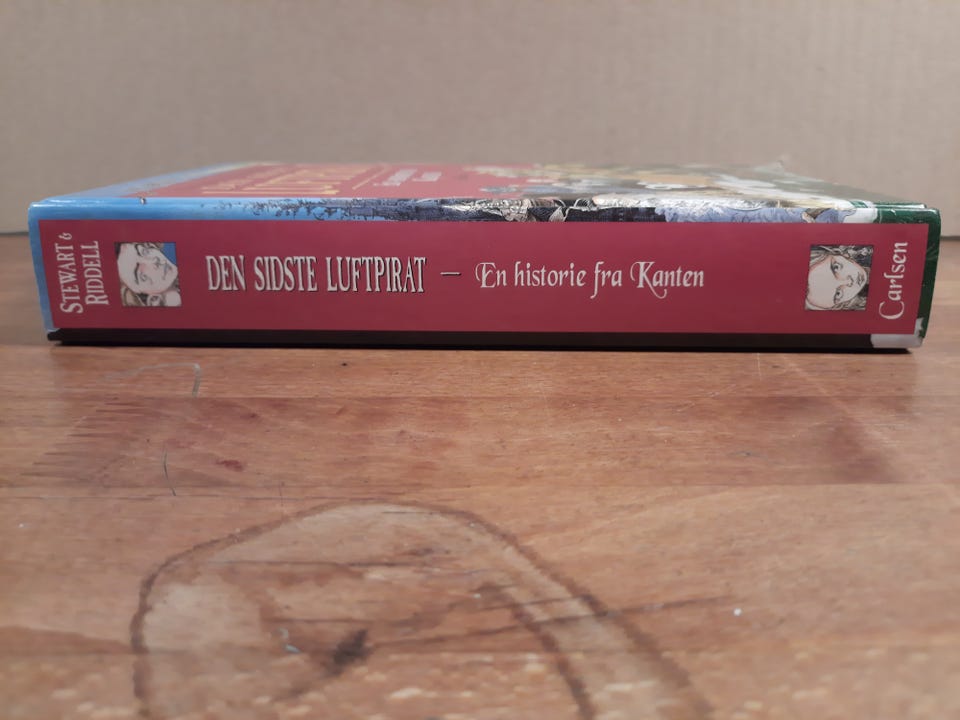 STEWART &
RIDDELL
DEN SIDSTE LUFTPIRAT – En historie fra Kanten
Carlsen